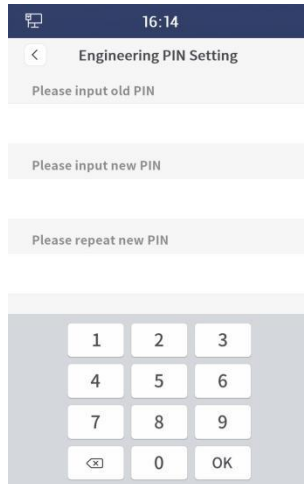 16:14
Engineering PIN Setting
Please input old PIN
Please input new PIN
Please repeat new PIN
1 2 3
4 5 6
7 8 9
0 OK